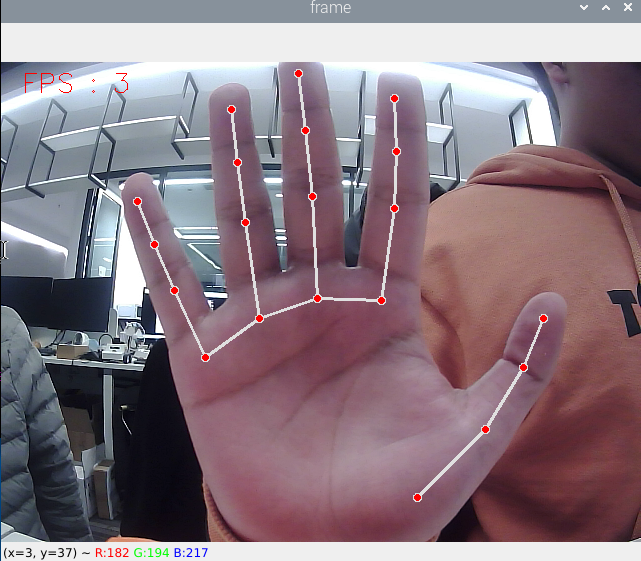 frame
FPS : 3
(x=3, y=37) ~ R:182 G:194 B:217